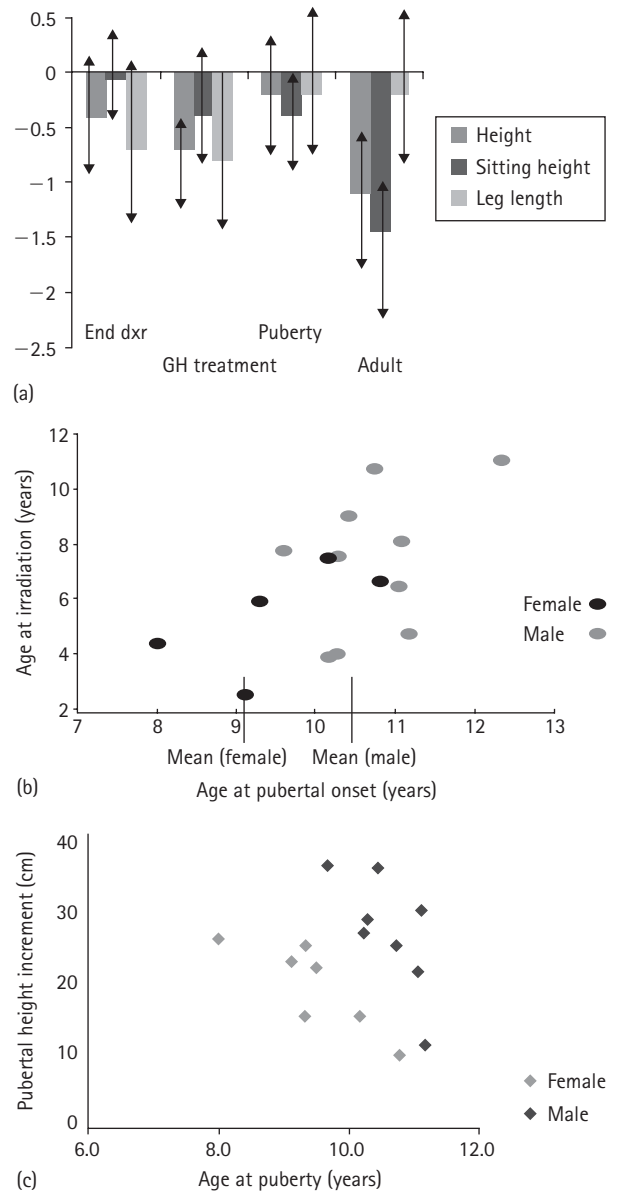 0.5
0
−0.5
−1
−1.5
−2
−2.5
Height
Sitting height
Leg length
End dxr
Puberty
GH treatment
Adult
(a)
Age at irradiation (years)
12
10
8
6
4
2
Female
Male
7 8 9 10 11 12 13
Mean (female) Mean (male)
(b)
Age at pubertal onset (years)
Pubertal height increment (cm)
40
30
20
10
0
Female
Male
6.0 8.0 10.0 12.0
(c)
Age at puberty (years)